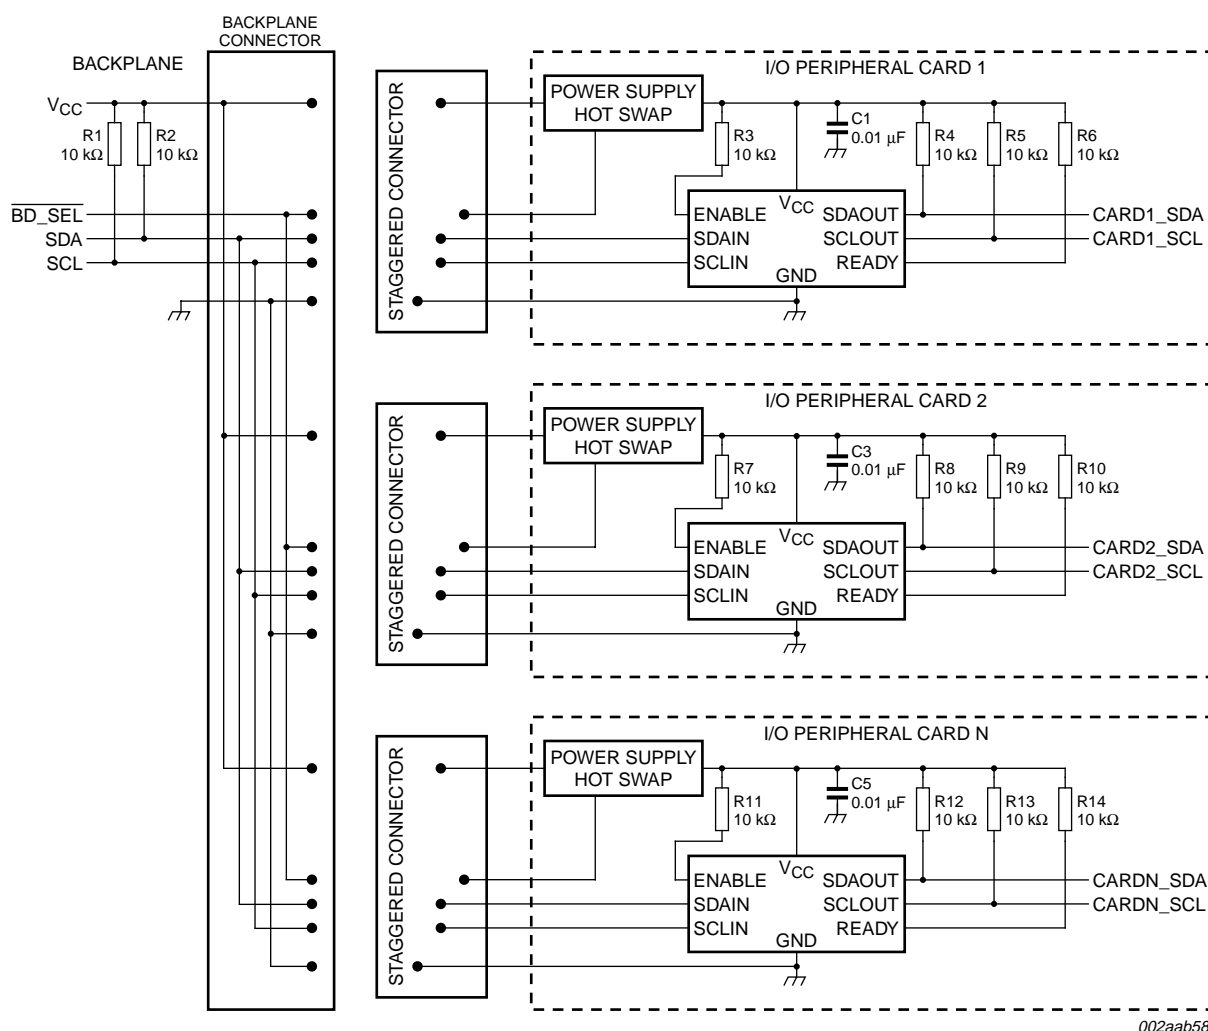 BACKPLANE
CONNECTOR
BACKPLANE
VCC
R1
10 kΩ
R2
10 kΩ
BD_SEL
SDA
SCL
STAGGERED CONNECTOR
I/O PERIPHERAL CARD 1
POWER SUPPLY
HOT SWAP
R3
10 kΩ
C1
0.01 μF
R4
10 kΩ
R5
10 kΩ
R6
10 kΩ
VCC
ENABLE
SDAIN
SCLIN
SDAOUT
SCLOUT
READY
GND
CARD1_SDA
CARD1_SCL
STAGGERED CONNECTOR
I/O PERIPHERAL CARD 2
POWER SUPPLY
HOT SWAP
R7
10 kΩ
C3
0.01 μF
R8
10 kΩ
R9
10 kΩ
R10
10 kΩ
VCC
ENABLE
SDAIN
SCLIN
SDAOUT
SCLOUT
READY
GND
CARD2_SDA
CARD2_SCL
STAGGERED CONNECTOR
I/O PERIPHERAL CARD N
POWER SUPPLY
HOT SWAP
R11
10 kΩ
C5
0.01 μF
R12
10 kΩ
R13
10 kΩ
R14
10 kΩ
VCC
ENABLE
SDAIN
SCLIN
SDAOUT
SCLOUT
READY
GND
CARDN_SDA
CARDN_SCL
002aab58